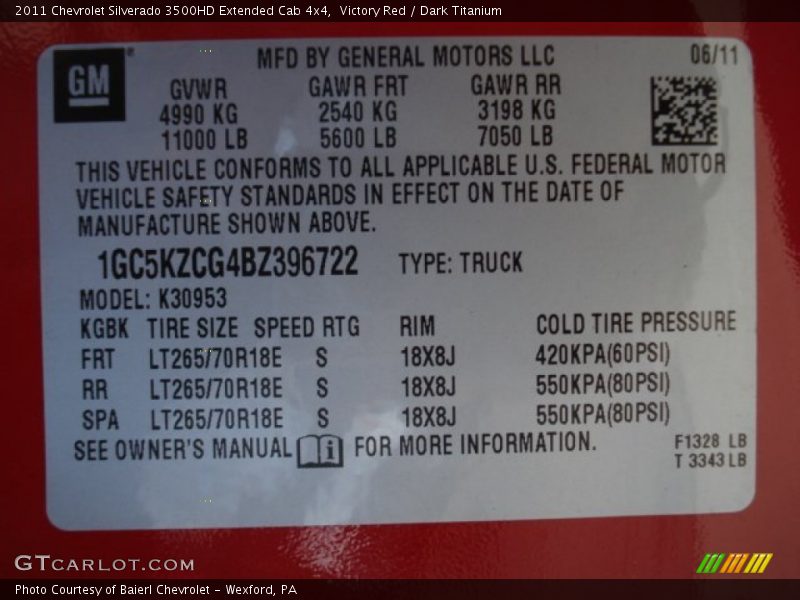 2011 Chevrolet Silverado 3500HD Extended Cab 4x4, Victory Red / Dark Titanium
GM
MFD BY GENERAL MOTORS LLC 06/11
GVWR GAWR FRT GAWR RR
4990 KG 2540 KG 3198 KG
11000 LB 5600 LB 7050 LB
THIS VEHICLE CONFORMS TO ALL APPLICABLE U.S. FEDERAL MOTOR
VEHICLE SAFETY STANDARDS IN EFFECT ON THE DATE OF
MANUFACTURE SHOWN ABOVE.
1GC5KZCG4BZ396722 TYPE: TRUCK
MODEL: K30953
KGBK TIRE SIZE SPEED RTG RIM COLD TIRE PRESSURE
FRT LT265/70R18E S 18X8J 420KPA(60PSI)
RR LT265/70R18E S 18X8J 550KPA(80PSI)
SPA LT265/70R18E S 18X8J 550KPA(80PSI)
SEE OWNER'S MANUAL i FOR MORE INFORMATION.
F1328 LB
T 3343 LB
GTCARLOT.COM
Photo Courtesy of Baierl Chevrolet - Wexford, PA